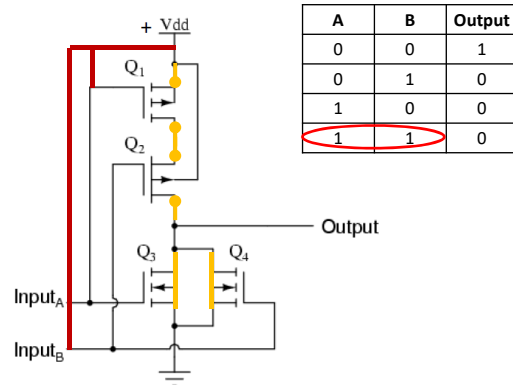 + Vdd
Q1
Q2
Output
Q3
Q4
InputA
InputB
A B Output
0 0 1
0 1 0
1 0 0
1 1 0